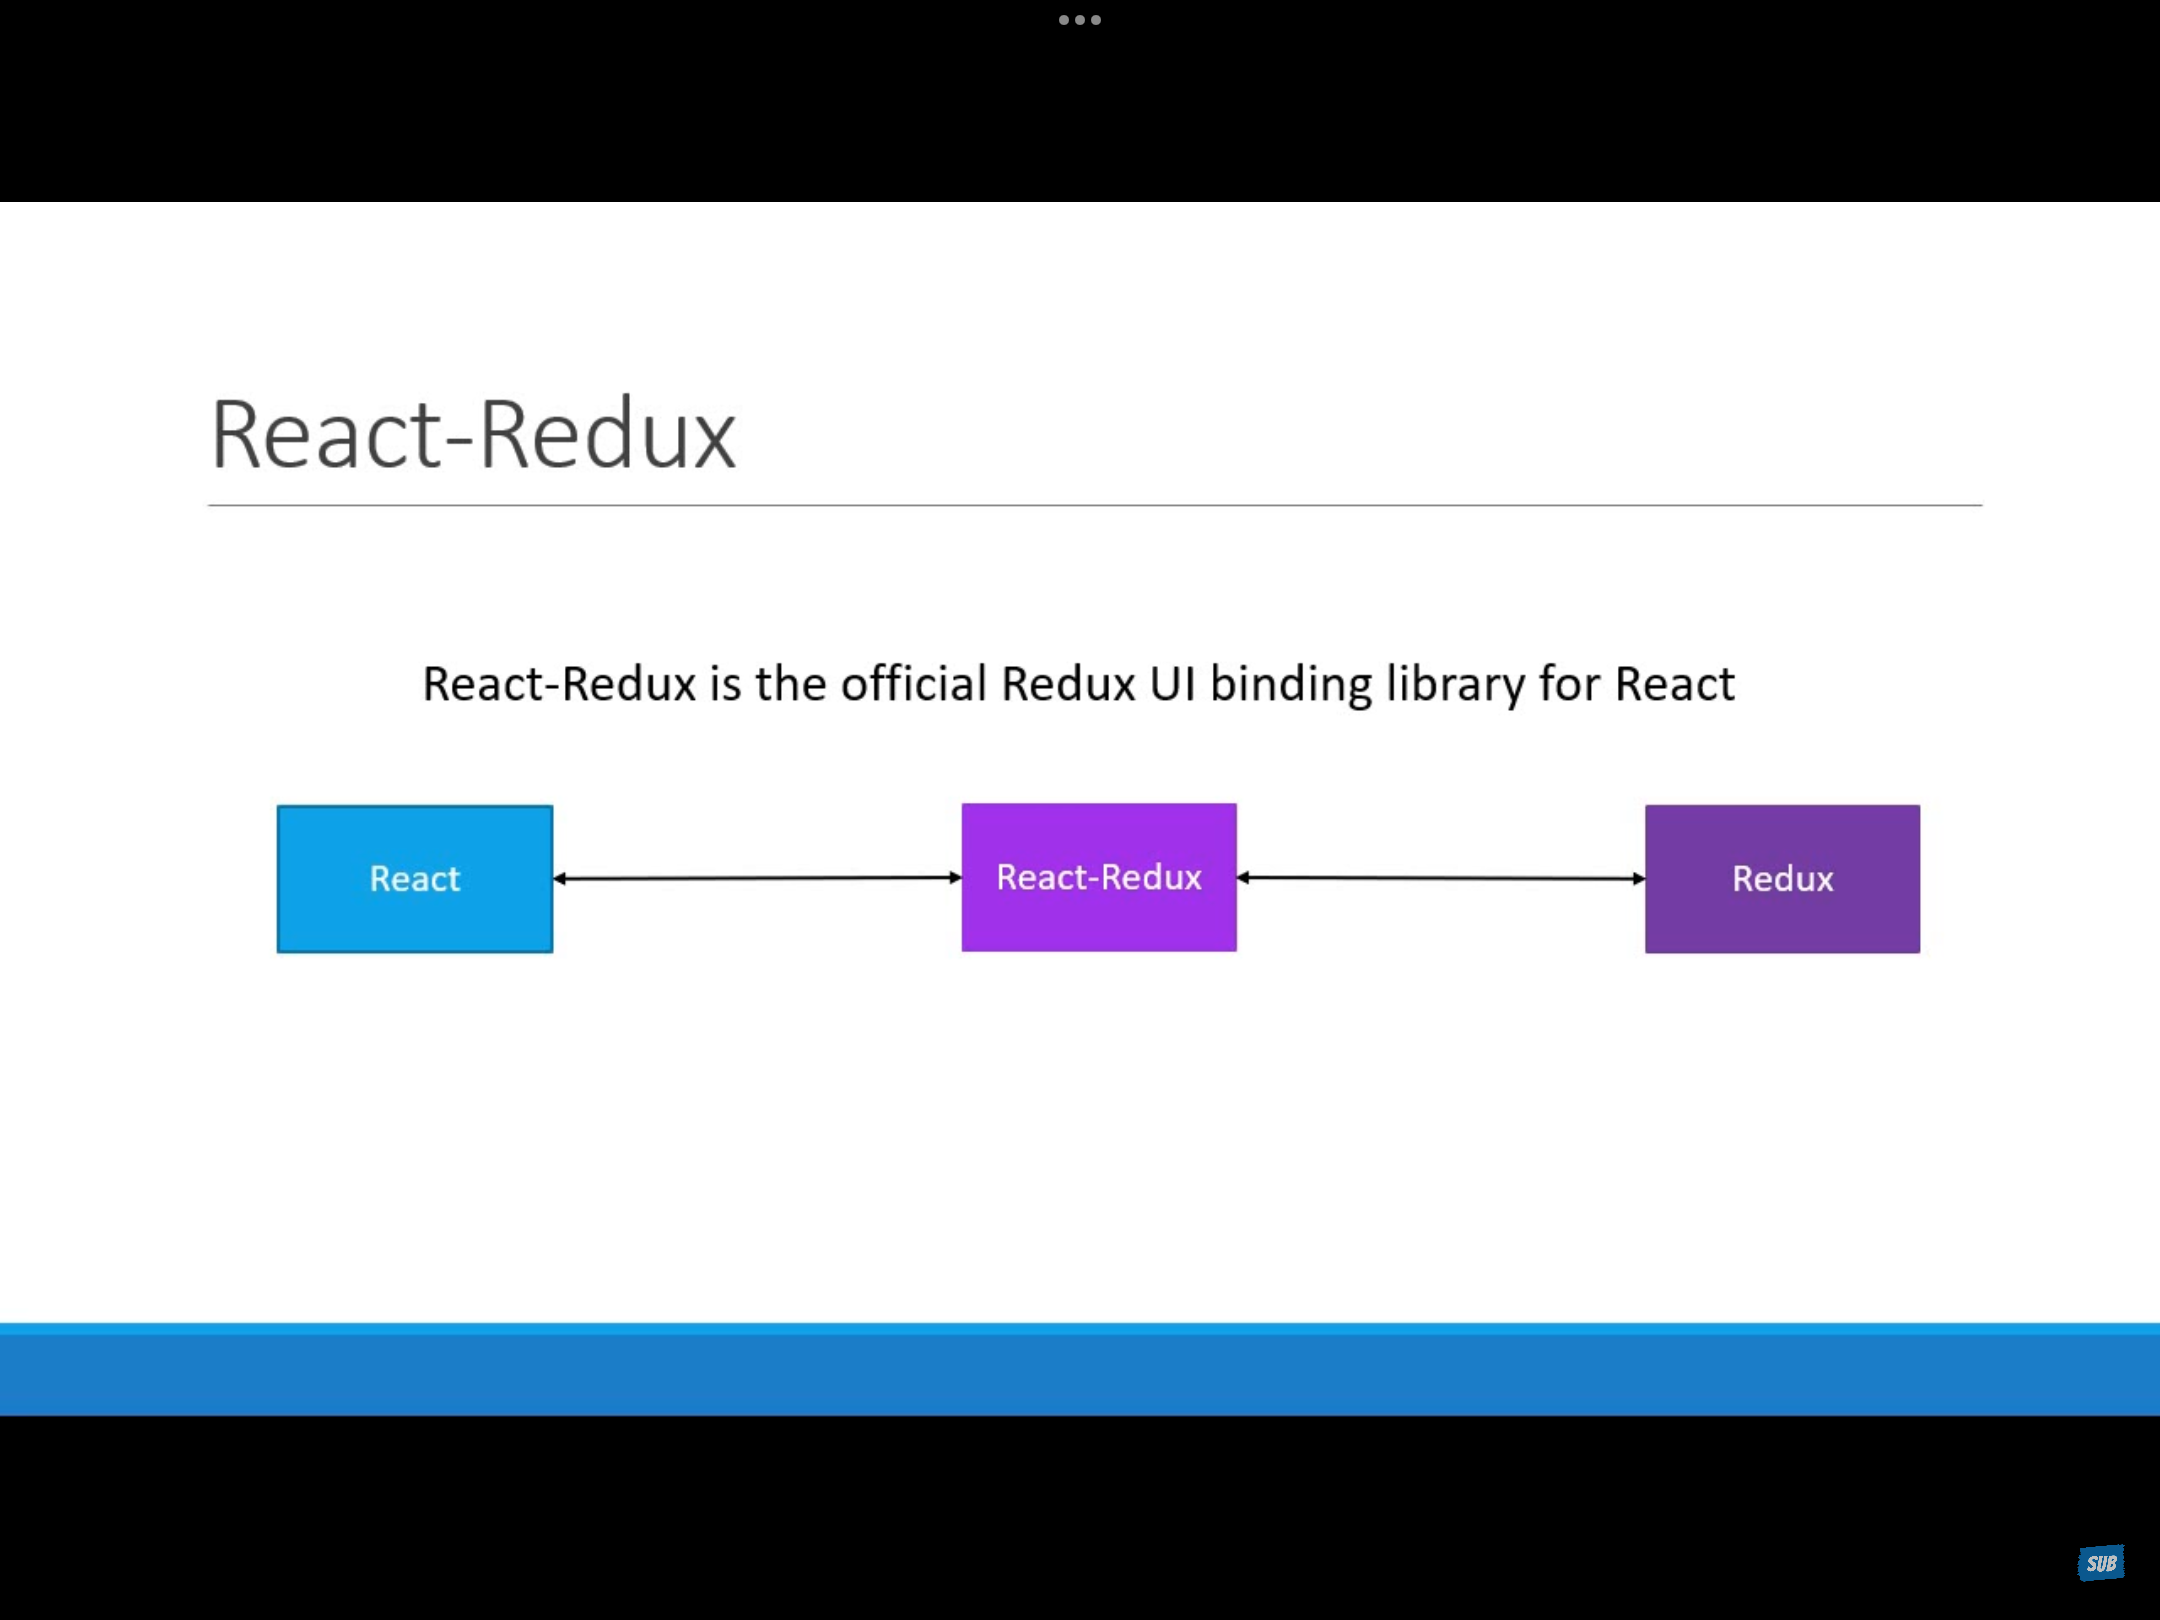 React-Redux
React-Redux is the official Redux UI binding library for React
React
React-Redux
Redux
SUB